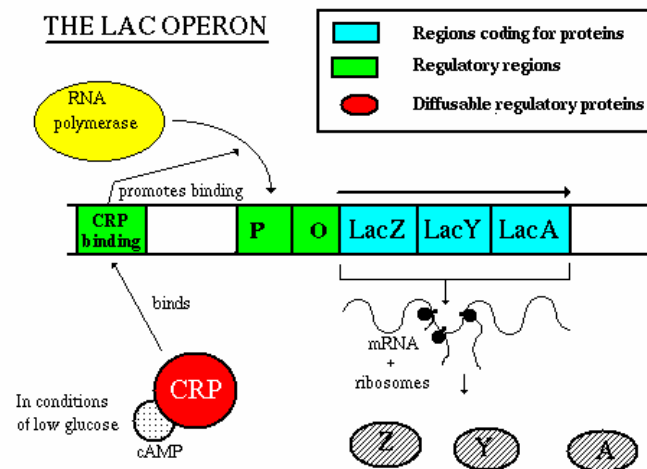 THE LAC OPERON
Regions coding for proteins
Regulatory regions
Diffusable regulatory proteins
RNA
polymerase
promotes binding
CRP
binding
P
O
LacZ
LacY
LacA
binds
mRNA
+
ribosomes
CRP
In conditions
of low glucose
cAMP
Z
Y
A